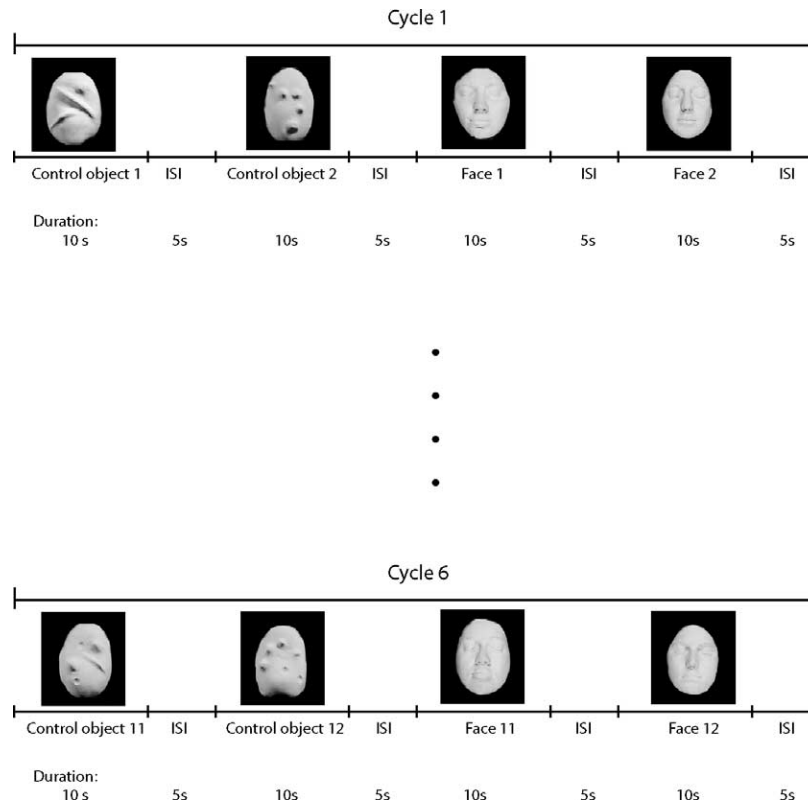 Cycle 1
Control object 1 ISI Control object 2 ISI Face 1 ISI Face 2 ISI
Duration:
10 s 5s 10s 5s 10s 5s 10s 5s
Cycle 6
Control object 11 ISI Control object 12 ISI Face 11 ISI Face 12 ISI
Duration:
10 s 5s 10s 5s 10s 5s 10s 5s